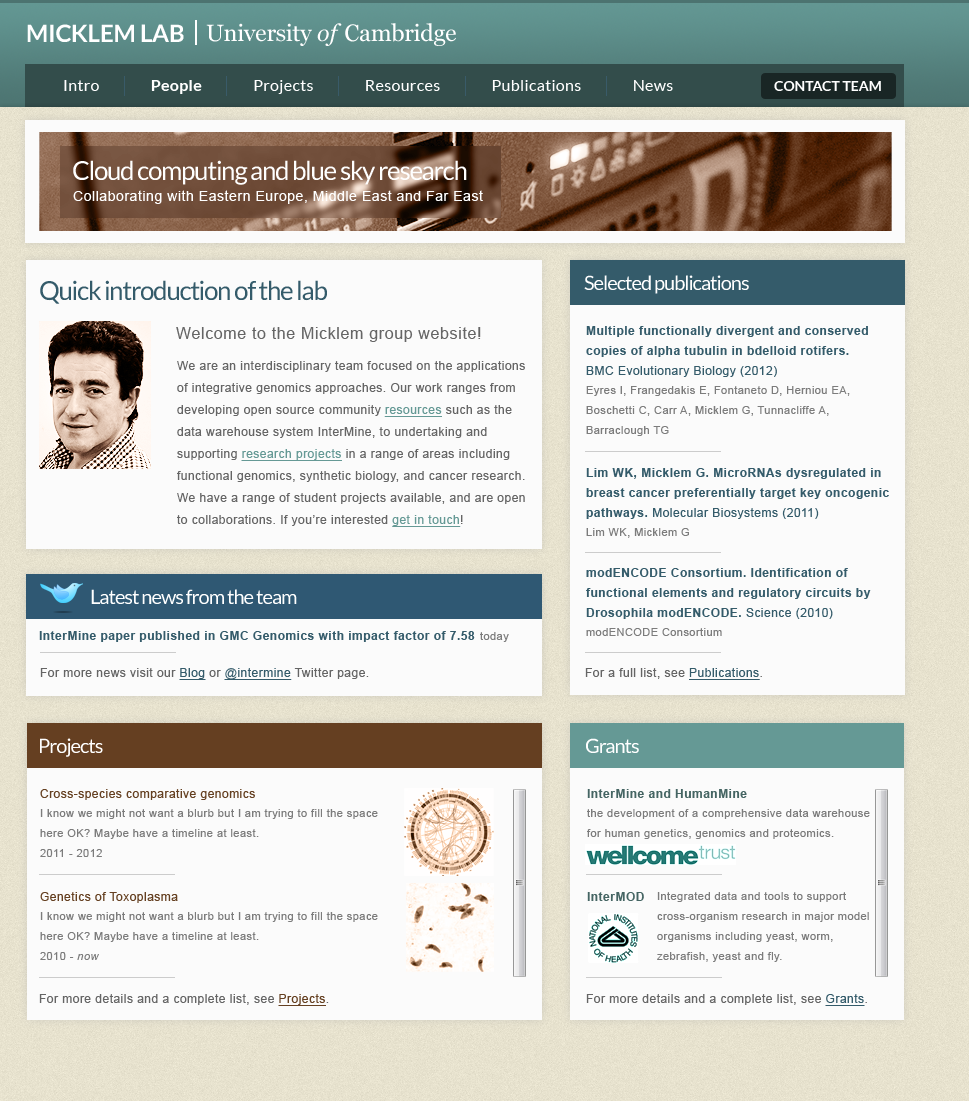 MICKLEM LAB | University of Cambridge
Intro People Projects Resources Publications News CONTACT TEAM
Cloud computing and blue sky research
Collaborating with Eastern Europe, Middle East and Far East
Quick introduction of the lab
Welcome to the Micklem group website!
We are an interdisciplinary team focused on the applications
of integrative genomics approaches. Our work ranges from
developing open source community resources such as the
data warehouse system InterMine, to undertaking and
supporting research projects in a range of areas including
functional genomics, synthetic biology, and cancer research.
We have a range of student projects available, and are open
to collaborations. If you’re interested get in touch!
Latest news from the team
InterMine paper published in GMC Genomics with impact factor of 7.58 today
For more news visit our Blog or @intermine Twitter page.
Selected publications
Multiple functionally divergent and conserved
copies of alpha tubulin in bdelloid rotifers.
BMC Evolutionary Biology (2012)
Eyres I, Frangedakis E, Fontaneto D, Herniou EA,
Boschetti C, Carr A, Micklem G, Tunnacliffe A,
Barraclough TG
Lim WK, Micklem G. MicroRNAs dysregulated in
breast cancer preferentially target key oncogenic
pathways. Molecular Biosystems (2011)
Lim WK, Micklem G
modENCODE Consortium. Identification of
functional elements and regulatory circuits by
Drosophila modENCODE. Science (2010)
modENCODE Consortium
For a full list, see Publications.
Projects
Cross-species comparative genomics
I know we might not want a blurb but I am trying to fill the space
here OK? Maybe have a timeline at least.
2011 - 2012
Genetics of Toxoplasma
I know we might not want a blurb but I am trying to fill the space
here OK? Maybe have a timeline at least.
2010 - now
For more details and a complete list, see Projects.
Grants
InterMine and HumanMine
the development of a comprehensive data warehouse
for human genetics, genomics and proteomics.
wellcometrust
InterMOD
Integrated data and tools to support
cross-organism research in major model
organisms including yeast, worm,
zebrafish, yeast and fly.
NATIONAL INSTITUTES OF HEALTH
For more details and a complete list, see Grants.